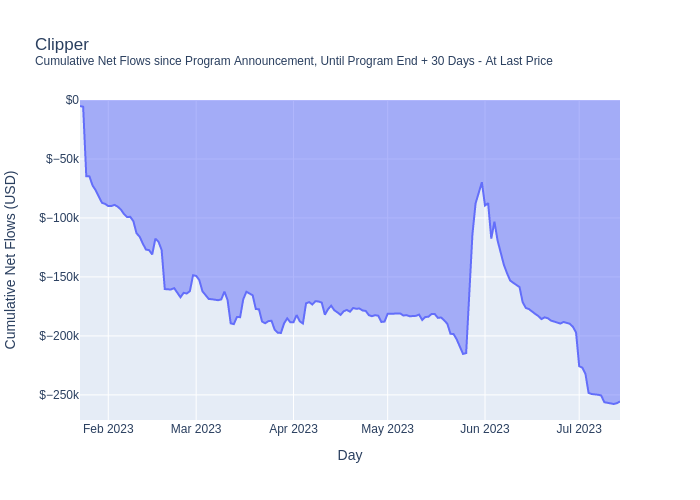 Clipper
Cumulative Net Flows since Program Announcement, Until Program End + 30 Days - At Last Price
Cumulative Net Flows (USD)
$0
$−50k
$−100k
$−150k
$−200k
$−250k
Feb 2023
Mar 2023
Apr 2023
May 2023
Jun 2023
Jul 2023
Day